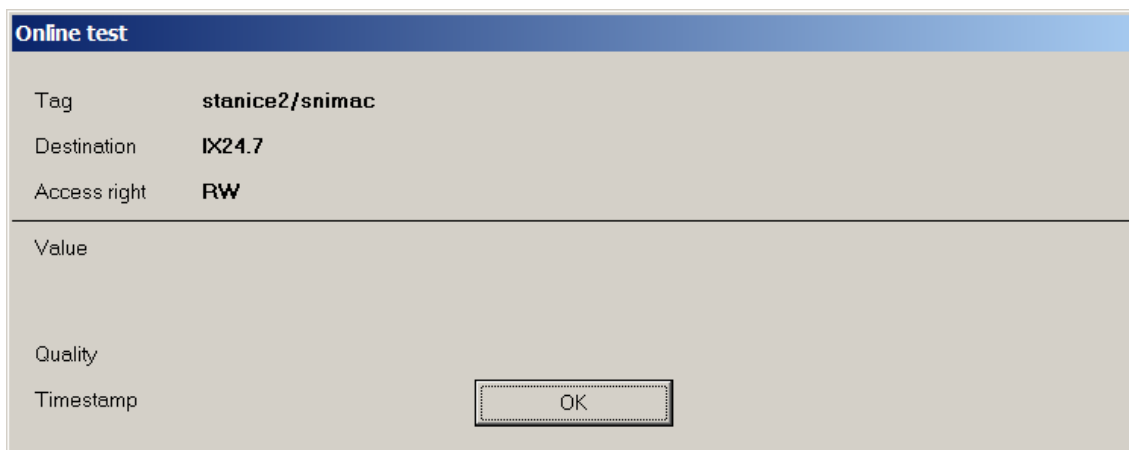 Online test
Tag stanice2/snimac
Destination IX24.7
Access right RW
Value
Quality
Timestamp
OK